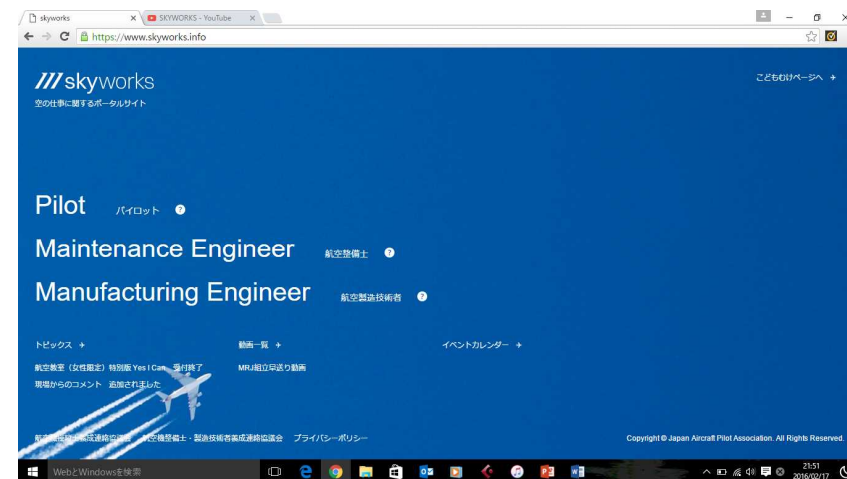 skyworks
SKYWORKS - YouTube
https://www.skyworks.info
skyworks
こどもむけページへ
空の仕事に関するポータルサイト
Pilot パイロット ?
Maintenance Engineer 航空整備士 ?
Manufacturing Engineer 航空製造技術者 ?
トピックス + 動画一覧 + イベントカレンダー +
航空教室（女性限定）特別版 Yes I Can 受付終了 MRJ組立早送り動画
現場からのコメント 追加されました
航空機整備士・製造技術者養成連絡協議会 プライバシーポリシー
Copyright © Japan Aircraft Pilot Association. All Rights Reserved.
WebとWindowsを検索
21:51
2016/02/17